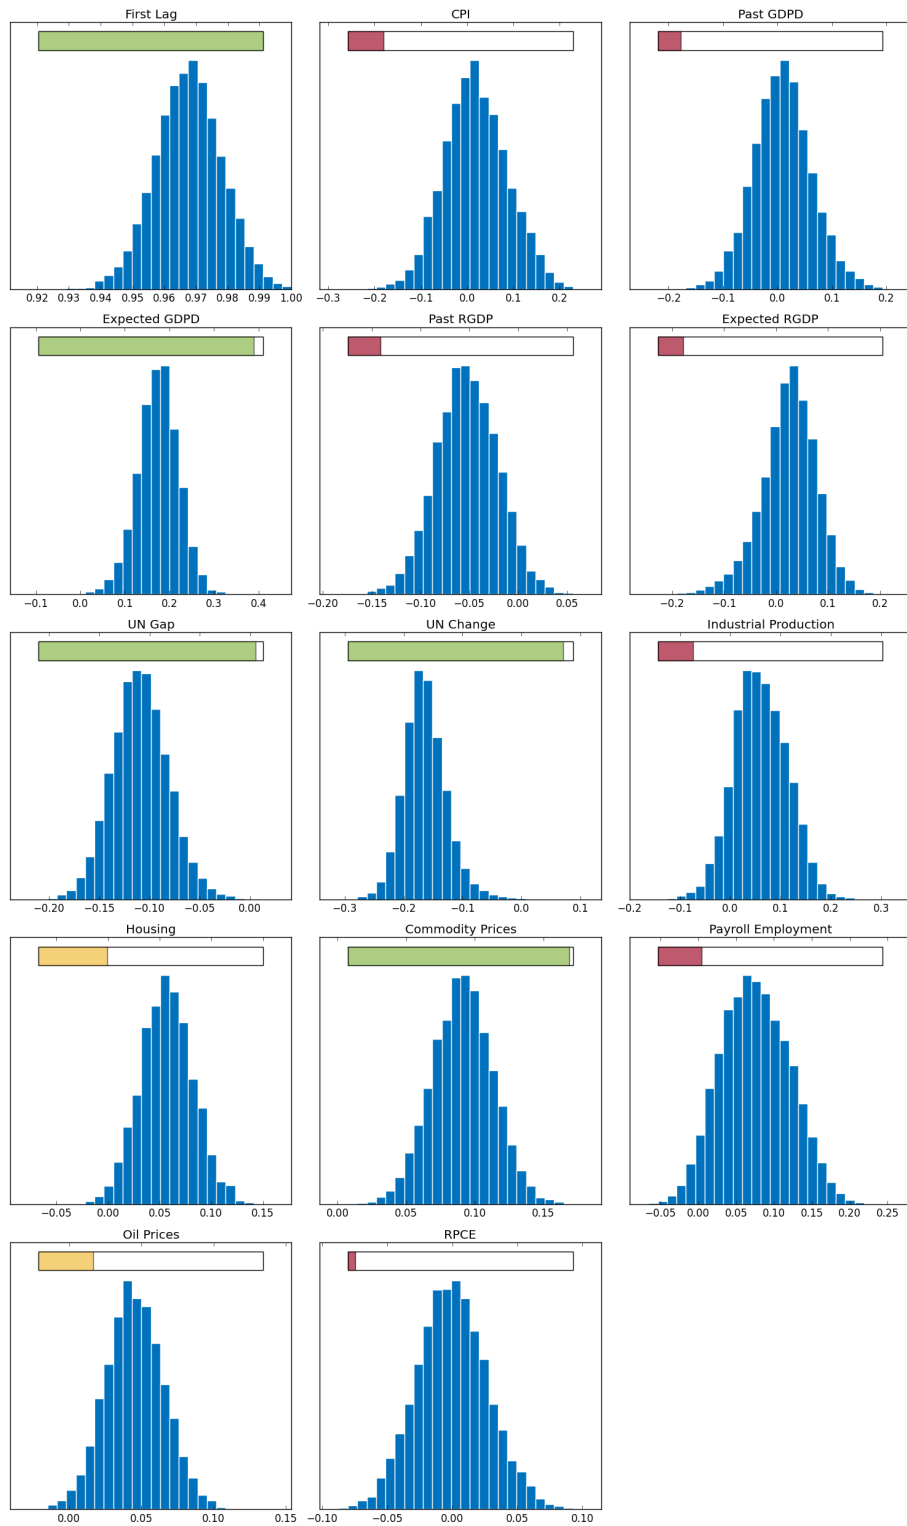 First Lag CPI Past GDPD
0.92 0.93 0.94 0.95 0.96 0.97 0.98 0.99 1.00 −0.3 −0.2 −0.1 0.0 0.1 0.2 −0.2 −0.1 0.0 0.1 0.2
Expected GDPD Past RGDP Expected RGDP
−0.1 0.0 0.1 0.2 0.3 0.4 −0.20 −0.15 −0.10 −0.05 0.00 0.05 −0.2 −0.1 0.0 0.1 0.2
UN Gap UN Change Industrial Production
−0.20 −0.15 −0.10 −0.05 0.00 −0.3 −0.2 −0.1 0.0 0.1 −0.2 −0.1 0.0 0.1 0.2 0.3
Housing Commodity Prices Payroll Employment
−0.05 0.00 0.05 0.10 0.15 0.00 0.05 0.10 0.15 −0.05 0.00 0.05 0.10 0.15 0.20 0.25
Oil Prices RPCE
0.00 0.05 0.10 0.15 −0.10 −0.05 0.00 0.05 0.10